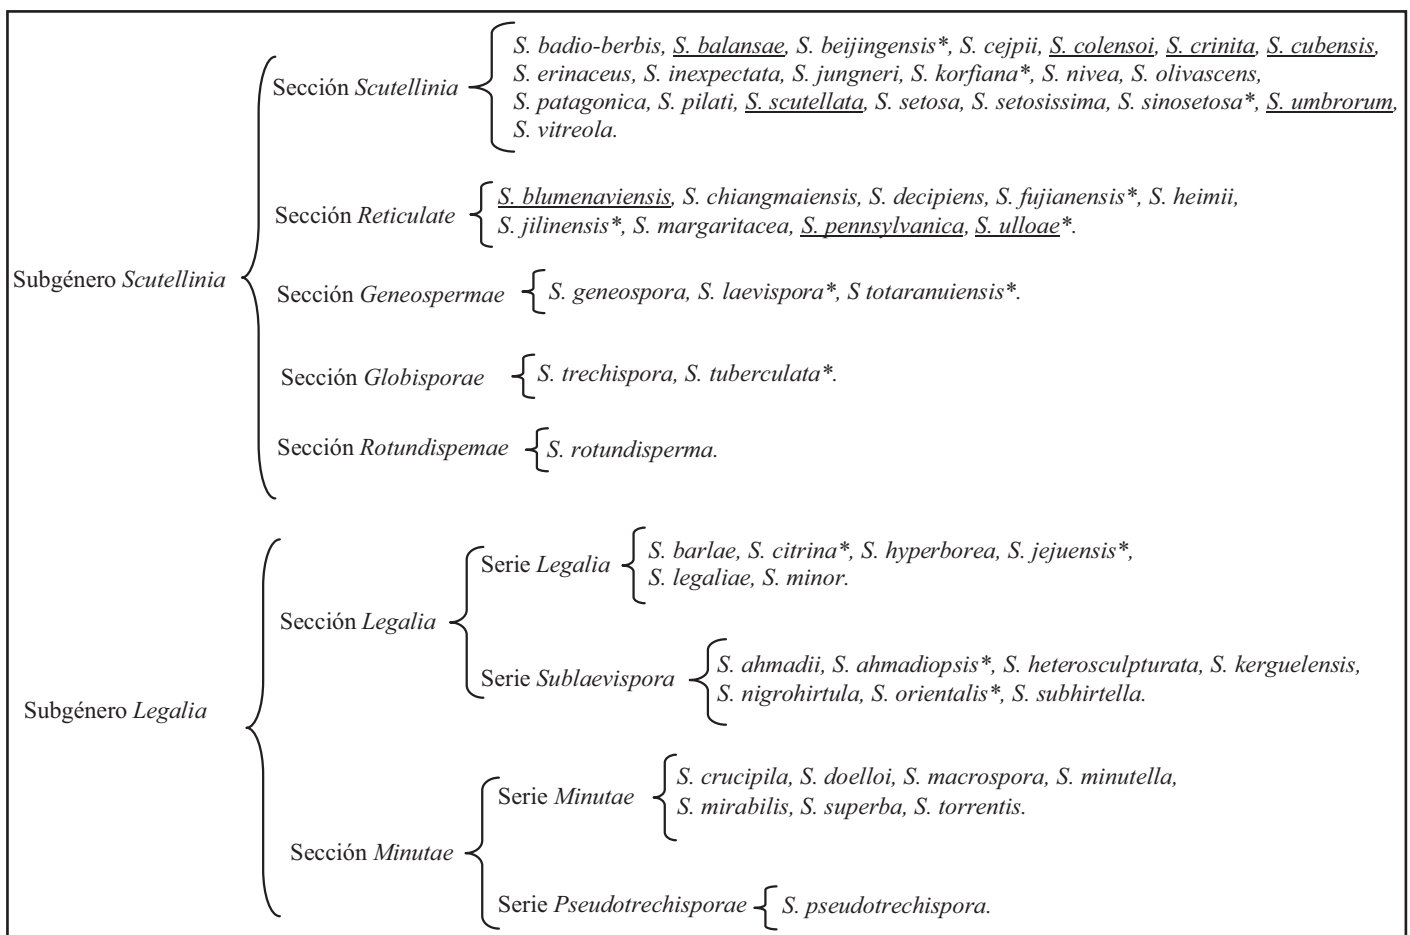 Subgénero Scutellinia
Sección Scutellinia
S. badio-berbis, S. balansae, S. beijingensis*, S. cejpii, S. colensoi, S. crinita, S. cubensis,
S. erinaceus, S. inexpectata, S. jungneri, S. korfiana*, S. nivea, S. olivascens,
S. patagonica, S. pilati, S. scutellata, S. setosa, S. setosissima, S. sinosetosa*, S. umbrorum,
S. vitreola.
Sección Reticulate
S. blumenaviensis, S. chiangmaiensis, S. decipiens, S. fujianensis*, S. heimii,
S. jilinensis*, S. margaritacea, S. pennsylvanica, S. ulloae*.
Sección Geneospermae
S. geneospora, S. laevispora*, S totaranuiensis*.
Sección Globisporae
S. trechispora, S. tuberculata*.
Sección Rotundispemae
S. rotundisperma.
Subgénero Legalia
Sección Legalia
Serie Legalia
S. barlae, S. citrina*, S. hyperborea, S. jejuensis*,
S. legaliae, S. minor.
Serie Sublaevispora
S. ahmadii, S. ahmadiopsis*, S. heterosculpturata, S. kerguelensis,
S. nigrohirtula, S. orientalis*, S. subhirtella.
Sección Minutae
Serie Minutae
S. crucipila, S. doelloi, S. macrospora, S. minutella,
S. mirabilis, S. superba, S. torrentis.
Serie Pseudotrechisporae
S. pseudotrechispora.